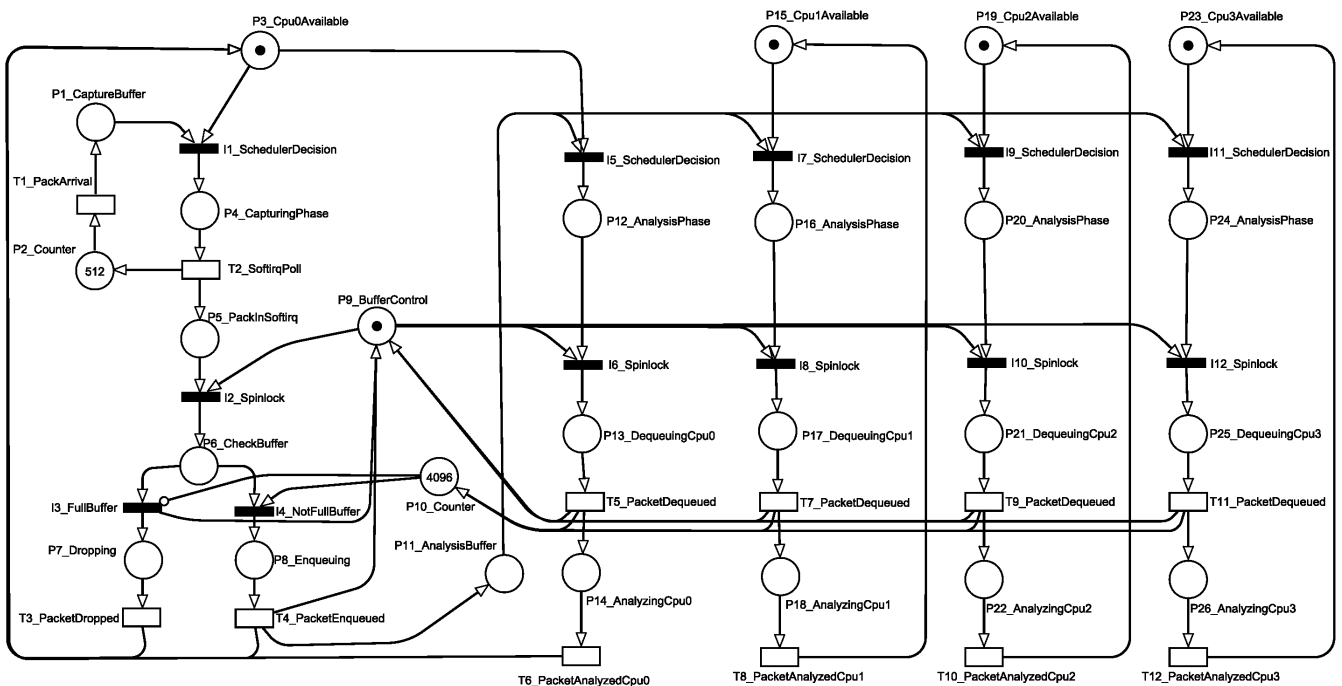 P3_Cpu0Available
P15_Cpu1Available
P19_Cpu2Available
P23_Cpu3Available
P1_CaptureBuffer
I1_SchedulerDecision
I5_SchedulerDecision
I7_SchedulerDecision
I9_SchedulerDecision
I11_SchedulerDecision
T1_PackArrival
P4_CapturingPhase
P12_AnalysisPhase
P16_AnalysisPhase
P20_AnalysisPhase
P24_AnalysisPhase
P2_Counter
512
T2_SoftirqPoll
P9_BufferControl
P5_PackInSoftirq
I6_Spinlock
I8_Spinlock
I10_Spinlock
I12_Spinlock
I2_Spinlock
P6_CheckBuffer
P13_DequeuingCpu0
P17_DequeuingCpu1
P21_DequeuingCpu2
P25_DequeuingCpu3
4096
I3_FullBuffer
I4_NotFullBuffer
P10_Counter
T5_PacketDequeued
T7_PacketDequeued
T9_PacketDequeued
T11_PacketDequeued
P7_Dropping
P8_Enqueuing
P11_AnalysisBuffer
P14_AnalyzingCpu0
P18_AnalyzingCpu1
P22_AnalyzingCpu2
P26_AnalyzingCpu3
T3_PacketDropped
T4_PacketEnqueued
T6_PacketAnalyzedCpu0
T8_PacketAnalyzedCpu1
T10_PacketAnalyzedCpu2
T12_PacketAnalyzedCpu3